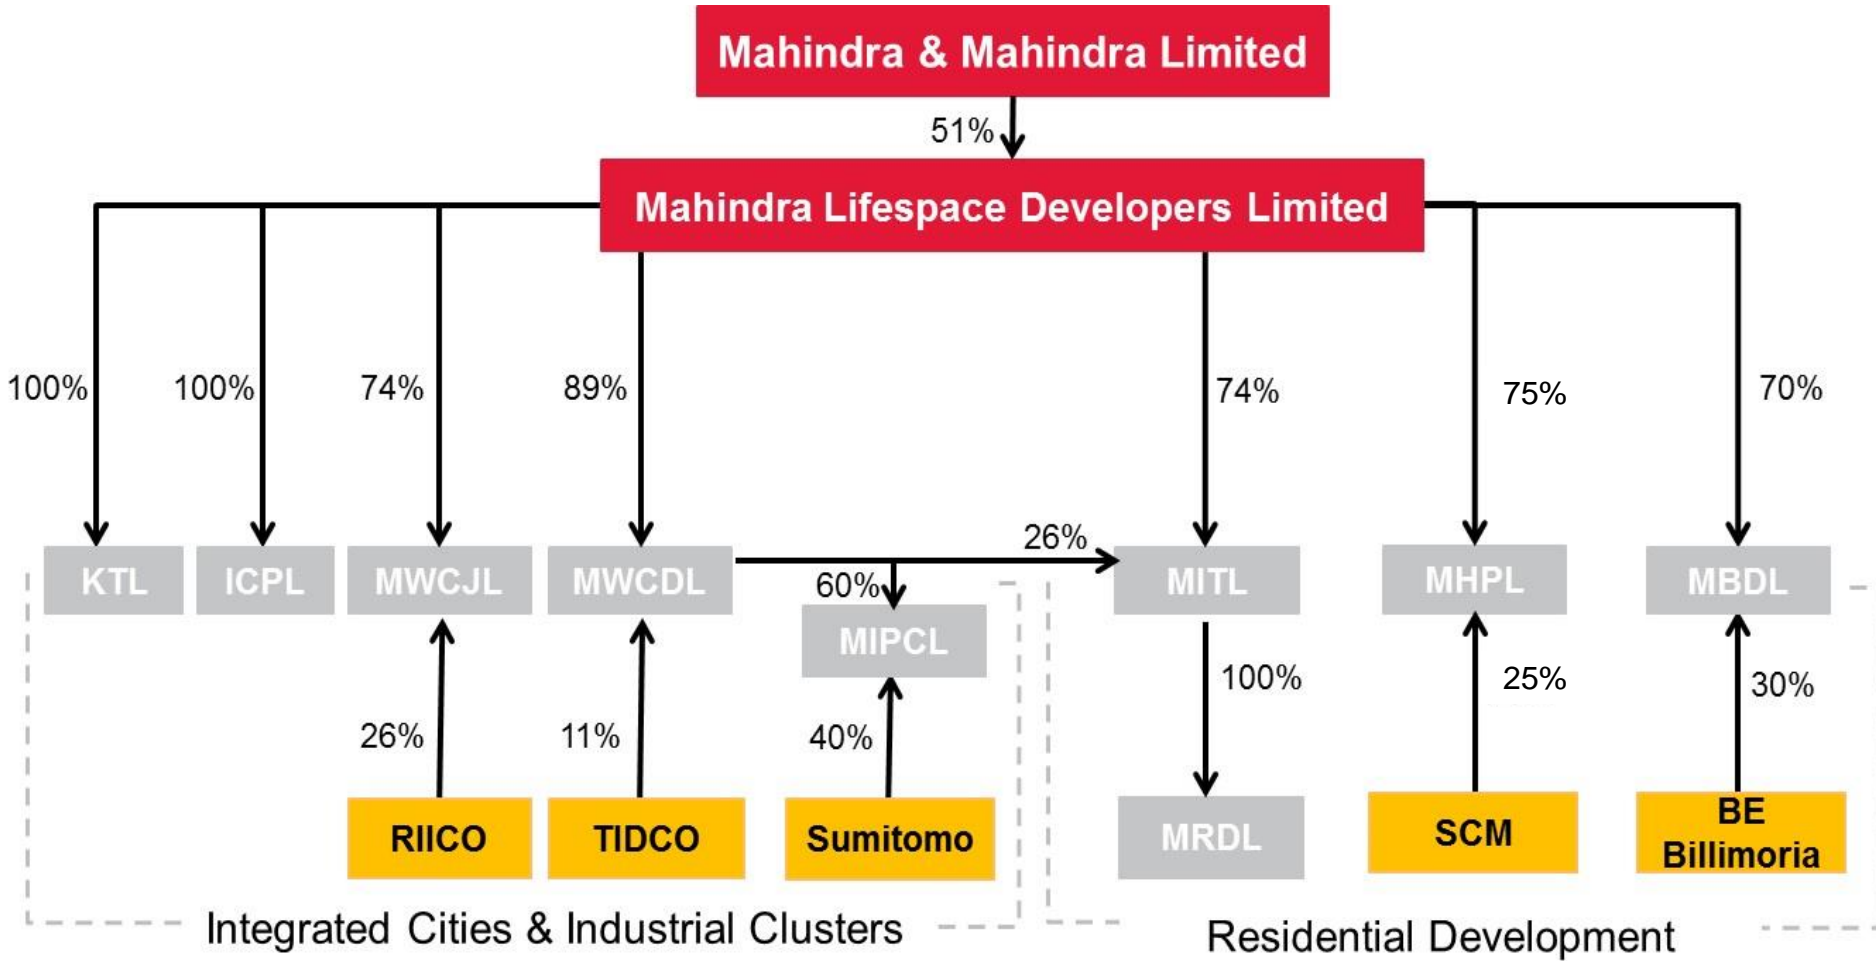 Mahindra & Mahindra Limited
51%
Mahindra Lifespace Developers Limited
100%
100%
74%
89%
74%
75%
70%
26%
KTL
ICPL
MWCJL
MWCDL
60%
MITL
MHPL
MBDL
MIPCL
26%
11%
40%
100%
25%
30%
RIICO
TIDCO
Sumitomo
MRDL
SCM
BE
Billimoria
Integrated Cities & Industrial Clusters
Residential Development